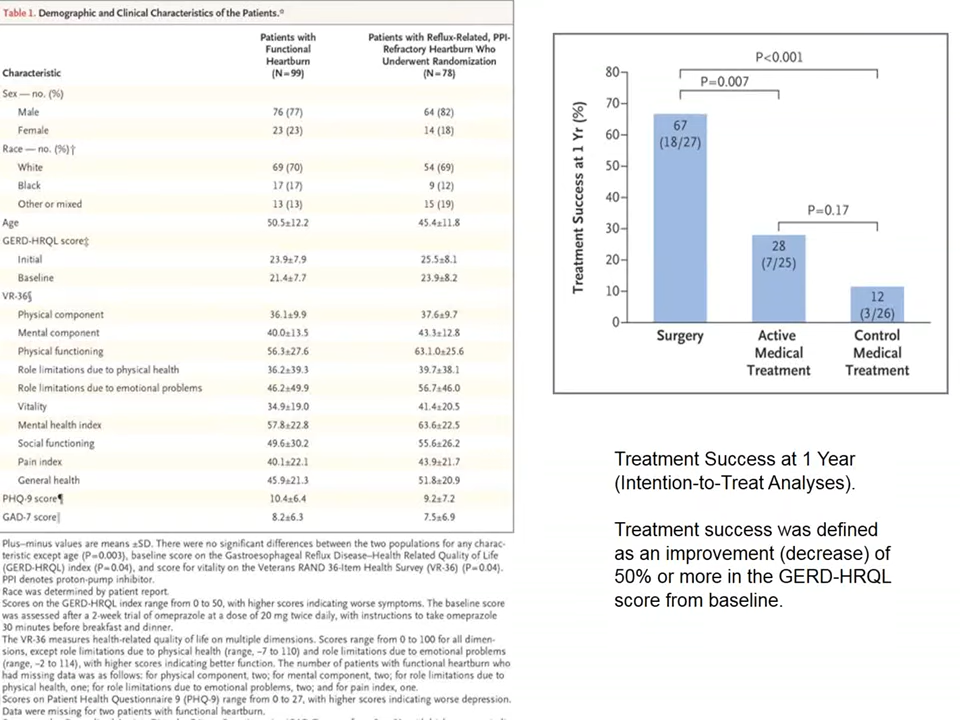 Table 1. Demographic and Clinical Characteristics of the Patients.*
Characteristic
Patients with
Functional
Heartburn
(N=99)
Patients with Reflux-Related, PPI-
Refractory Heartburn Who
Underwent Randomization
(N=78)
Sex — no. (%)
Male 76 (77) 64 (82)
Female 23 (23) 14 (18)
Race — no. (%)†
White 69 (70) 54 (69)
Black 17 (17) 9 (12)
Other or mixed 13 (13) 15 (19)
Age 50.5±12.2 45.4±11.8
GERD-HRQL score‡
Initial 23.9±7.9 25.5±8.1
Baseline 21.4±7.7 23.9±8.2
VR-36§
Physical component 36.1±9.9 37.6±9.7
Mental component 40.0±13.5 43.3±12.8
Physical functioning 56.3±27.6 63.1.0±25.6
Role limitations due to physical health 36.2±39.3 39.7±38.1
Role limitations due to emotional problems 46.2±49.9 56.7±46.0
Vitality 34.9±19.0 41.4±20.5
Mental health index 57.8±22.8 63.6±22.5
Social functioning 49.6±30.2 55.6±26.2
Pain index 40.1±22.1 43.9±21.7
General health 45.9±21.3 51.8±20.9
PHQ-9 score¶ 10.4±6.4 9.2±7.2
GAD-7 score‖ 8.2±6.3 7.5±6.9
Plus–minus values are means ±SD. There were no significant differences between the two populations for any charac-
teristic except age (P=0.003), baseline score on the Gastroesophageal Reflux Disease–Health Related Quality of Life
(GERD-HRQL) index (P=0.04), and score for vitality on the Veterans RAND 36-Item Health Survey (VR-36) (P=0.04).
PPI denotes proton-pump inhibitor.
Race was determined by patient report.
Scores on the GERD-HRQL index range from 0 to 50, with higher scores indicating worse symptoms. The baseline score
was assessed after a 2-week trial of omeprazole at a dose of 20 mg twice daily, with instructions to take omeprazole
30 minutes before breakfast and dinner.
The VR-36 measures health-related quality of life on multiple dimensions. Scores range from 0 to 100 for all dimen-
sions, except role limitations due to physical health (range, –7 to 110) and role limitations due to emotional problems
(range, –2 to 114), with higher scores indicating better function. The number of patients with functional heartburn who
had missing data was as follows: for physical component, two; for mental component, two; for role limitations due to
physical health, one; for role limitations due to emotional problems, two; and for pain index, one.
Scores on Patient Health Questionnaire 9 (PHQ-9) range from 0 to 27, with higher scores indicating worse depression.
Data were missing for two patients with functional heartburn.
Treatment Success at 1 Yr (%)
80
70
60
50
40
30
20
10
0
P<0.001
P=0.007
P=0.17
67
(18/27)
28
(7/25)
12
(3/26)
Surgery
Active
Medical
Treatment
Control
Medical
Treatment
Treatment Success at 1 Year
(Intention-to-Treat Analyses).
Treatment success was defined
as an improvement (decrease) of
50% or more in the GERD-HRQL
score from baseline.